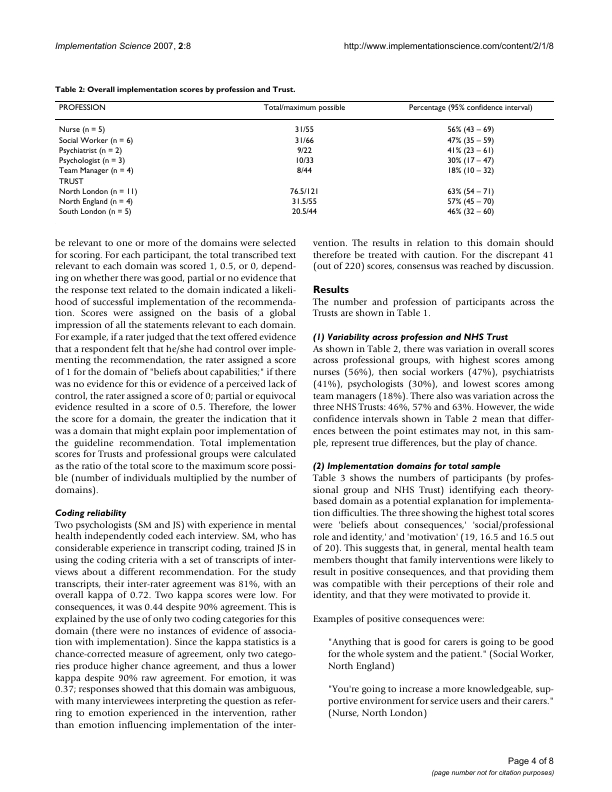 Implementation Science 2007, 2:8
http://www.implementationscience.com/content/2/1/8
Table 2: Overall implementation scores by profession and Trust.
PROFESSION Total/maximum possible Percentage (95% confidence interval)
Nurse (n = 5) 31/55 56% (43 – 69)
Social Worker (n = 6) 31/66 47% (35 – 59)
Psychiatrist (n = 2) 9/22 41% (23 – 61)
Psychologist (n = 3) 10/33 30% (17 – 47)
Team Manager (n = 4) 8/44 18% (10 – 32)
TRUST
North London (n = 11) 76.5/121 63% (54 – 71)
North England (n = 4) 31.5/55 57% (45 – 70)
South London (n = 5) 20.5/44 46% (32 – 60)
be relevant to one or more of the domains were selected
for scoring. For each participant, the total transcribed text
relevant to each domain was scored 1, 0.5, or 0, depend-
ing on whether there was good, partial or no evidence that
the response text related to the domain indicated a likeli-
hood of successful implementation of the recommenda-
tion. Scores were assigned on the basis of a global
impression of all the statements relevant to each domain.
For example, if a rater judged that the text offered evidence
that a respondent felt that he/she had control over imple-
menting the recommendation, the rater assigned a score
of 1 for the domain of "beliefs about capabilities;" if there
was no evidence for this or evidence of a perceived lack of
control, the rater assigned a score of 0; partial or equivocal
evidence resulted in a score of 0.5. Therefore, the lower
the score for a domain, the greater the indication that it
was a domain that might explain poor implementation of
the guideline recommendation. Total implementation
scores for Trusts and professional groups were calculated
as the ratio of the total score to the maximum score possi-
ble (number of individuals multiplied by the number of
domains).
Coding reliability
Two psychologists (SM and JS) with experience in mental
health independently coded each interview. SM, who has
considerable experience in transcript coding, trained JS in
using the coding criteria with a set of transcripts of inter-
views about a different recommendation. For the study
transcripts, their inter-rater agreement was 81%, with an
overall kappa of 0.72. Two kappa scores were low. For
consequences, it was 0.44 despite 90% agreement. This is
explained by the use of only two coding categories for this
domain (there were no instances of evidence of associa-
tion with implementation). Since the kappa statistics is a
chance-corrected measure of agreement, only two catego-
ries produce higher chance agreement, and thus a lower
kappa despite 90% raw agreement. For emotion, it was
0.37; responses showed that this domain was ambiguous,
with many interviewees interpreting the question as refer-
ring to emotion experienced in the intervention, rather
than emotion influencing implementation of the inter-
vention. The results in relation to this domain should
therefore be treated with caution. For the discrepant 41
(out of 220) scores, consensus was reached by discussion.
Results
The number and profession of participants across the
Trusts are shown in Table 1.
(1) Variability across profession and NHS Trust
As shown in Table 2, there was variation in overall scores
across professional groups, with highest scores among
nurses (56%), then social workers (47%), psychiatrists
(41%), psychologists (30%), and lowest scores among
team managers (18%). There also was variation across the
three NHS Trusts: 46%, 57% and 63%. However, the wide
confidence intervals shown in Table 2 mean that differ-
ences between the point estimates may not, in this sam-
ple, represent true differences, but the play of chance.
(2) Implementation domains for total sample
Table 3 shows the numbers of participants (by profes-
sional group and NHS Trust) identifying each theory-
based domain as a potential explanation for implementa-
tion difficulties. The three showing the highest total scores
were 'beliefs about consequences,' 'social/professional
role and identity,' and 'motivation' (19, 16.5 and 16.5 out
of 20). This suggests that, in general, mental health team
members thought that family interventions were likely to
result in positive consequences, and that providing them
was compatible with their perceptions of their role and
identity, and that they were motivated to provide it.
Examples of positive consequences were:
"Anything that is good for carers is going to be good
for the whole system and the patient." (Social Worker,
North England)
"You're going to increase a more knowledgeable, sup-
portive environment for service users and their carers."
(Nurse, North London)
Page 4 of 8
(page number not for citation purposes)